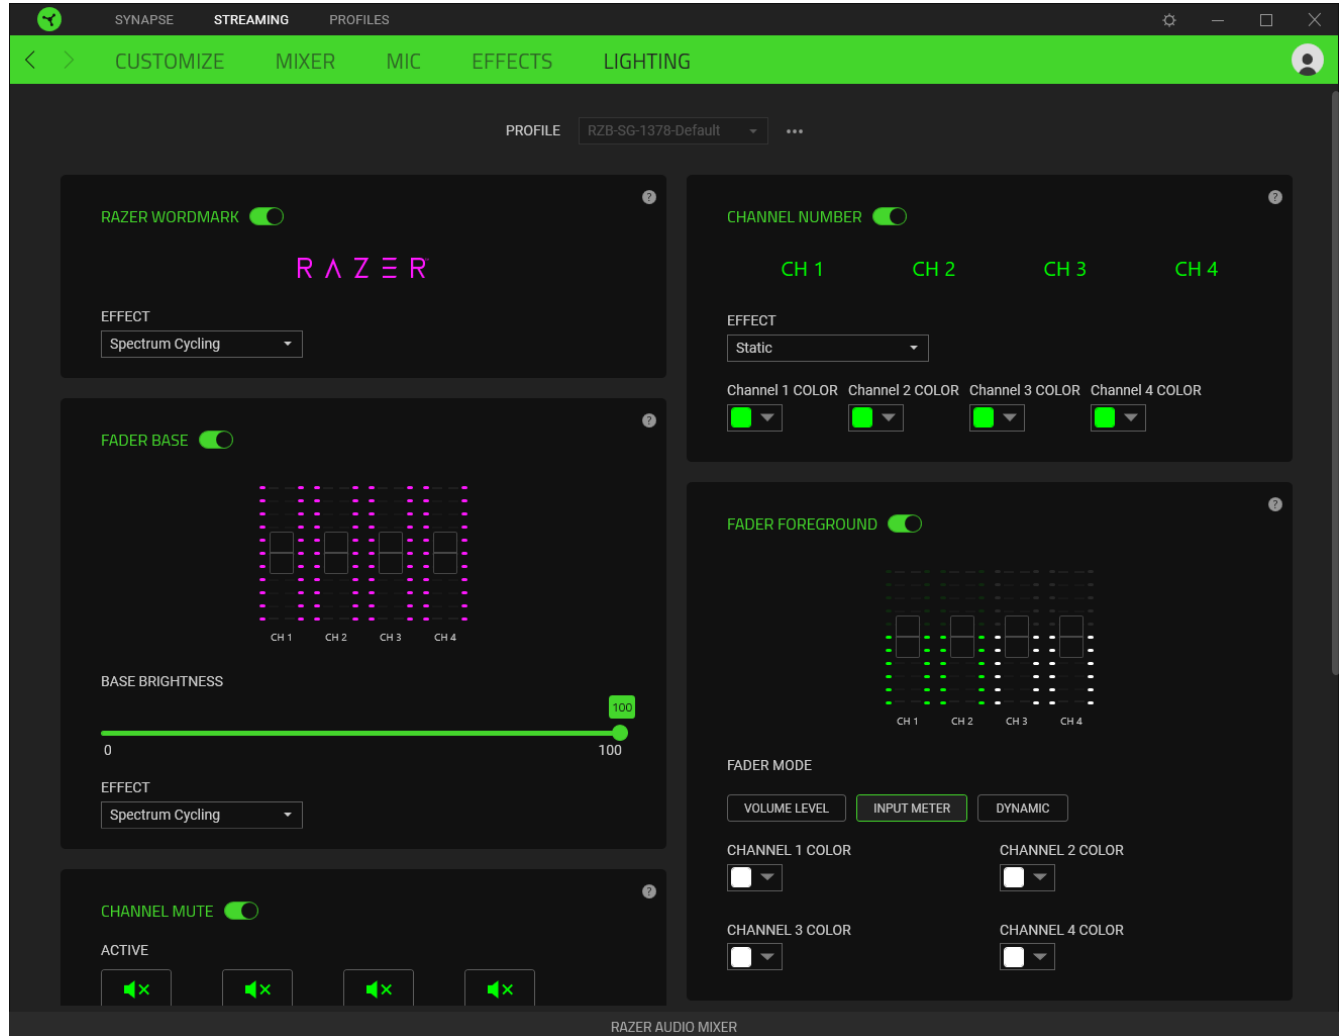 SYNAPSE STREAMING PROFILES
CUSTOMIZE MIXER MIC EFFECTS LIGHTING
PROFILE RZB-SG-1378-Default
RAZER WORDMARK
RAZER
EFFECT
Spectrum Cycling
FADER BASE
CH 1 CH 2 CH 3 CH 4
BASE BRIGHTNESS
100
0 100
EFFECT
Spectrum Cycling
CHANNEL MUTE
ACTIVE
CHANNEL NUMBER
CH 1 CH 2 CH 3 CH 4
EFFECT
Static
Channel 1 COLOR Channel 2 COLOR Channel 3 COLOR Channel 4 COLOR
FADER FOREGROUND
CH 1 CH 2 CH 3 CH 4
FADER MODE
VOLUME LEVEL INPUT METER DYNAMIC
CHANNEL 1 COLOR CHANNEL 2 COLOR
CHANNEL 3 COLOR CHANNEL 4 COLOR
RAZER AUDIO MIXER